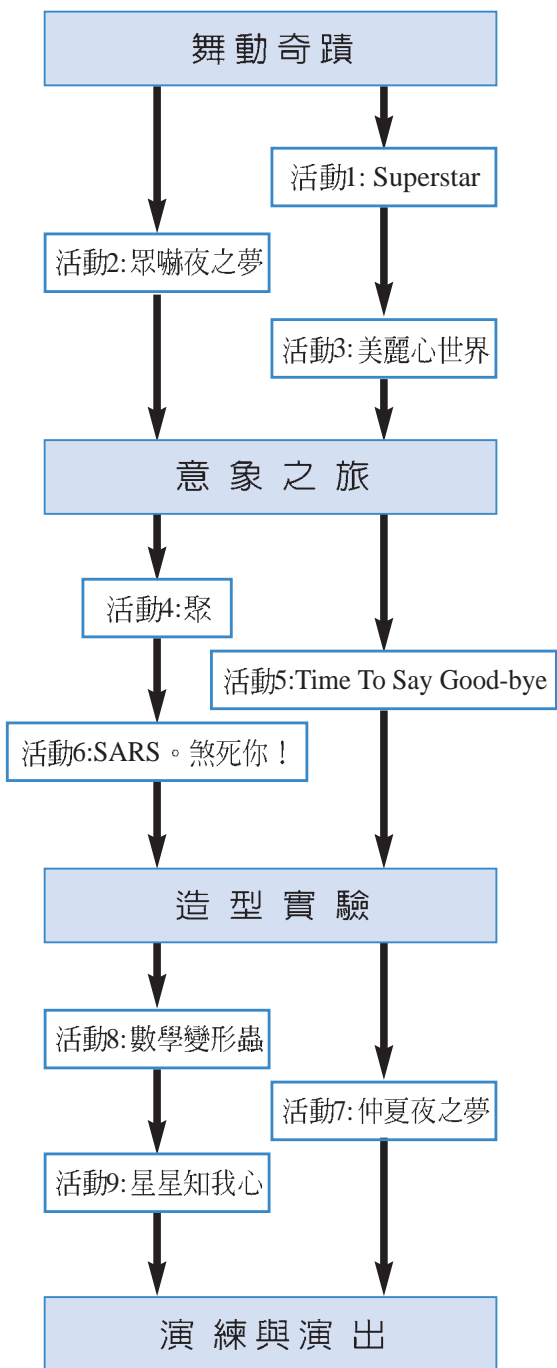 舞動奇蹟
活動1: Superstar
活動2:眾嚇夜之夢
活動3:美麗心世界
意象之旅
活動4:聚
活動5:Time To Say Good-bye
活動6:SARS。煞死你！
造型實驗
活動8:數學變形蟲
活動7:仲夏夜之夢
活動9:星星知我心
演練與演出